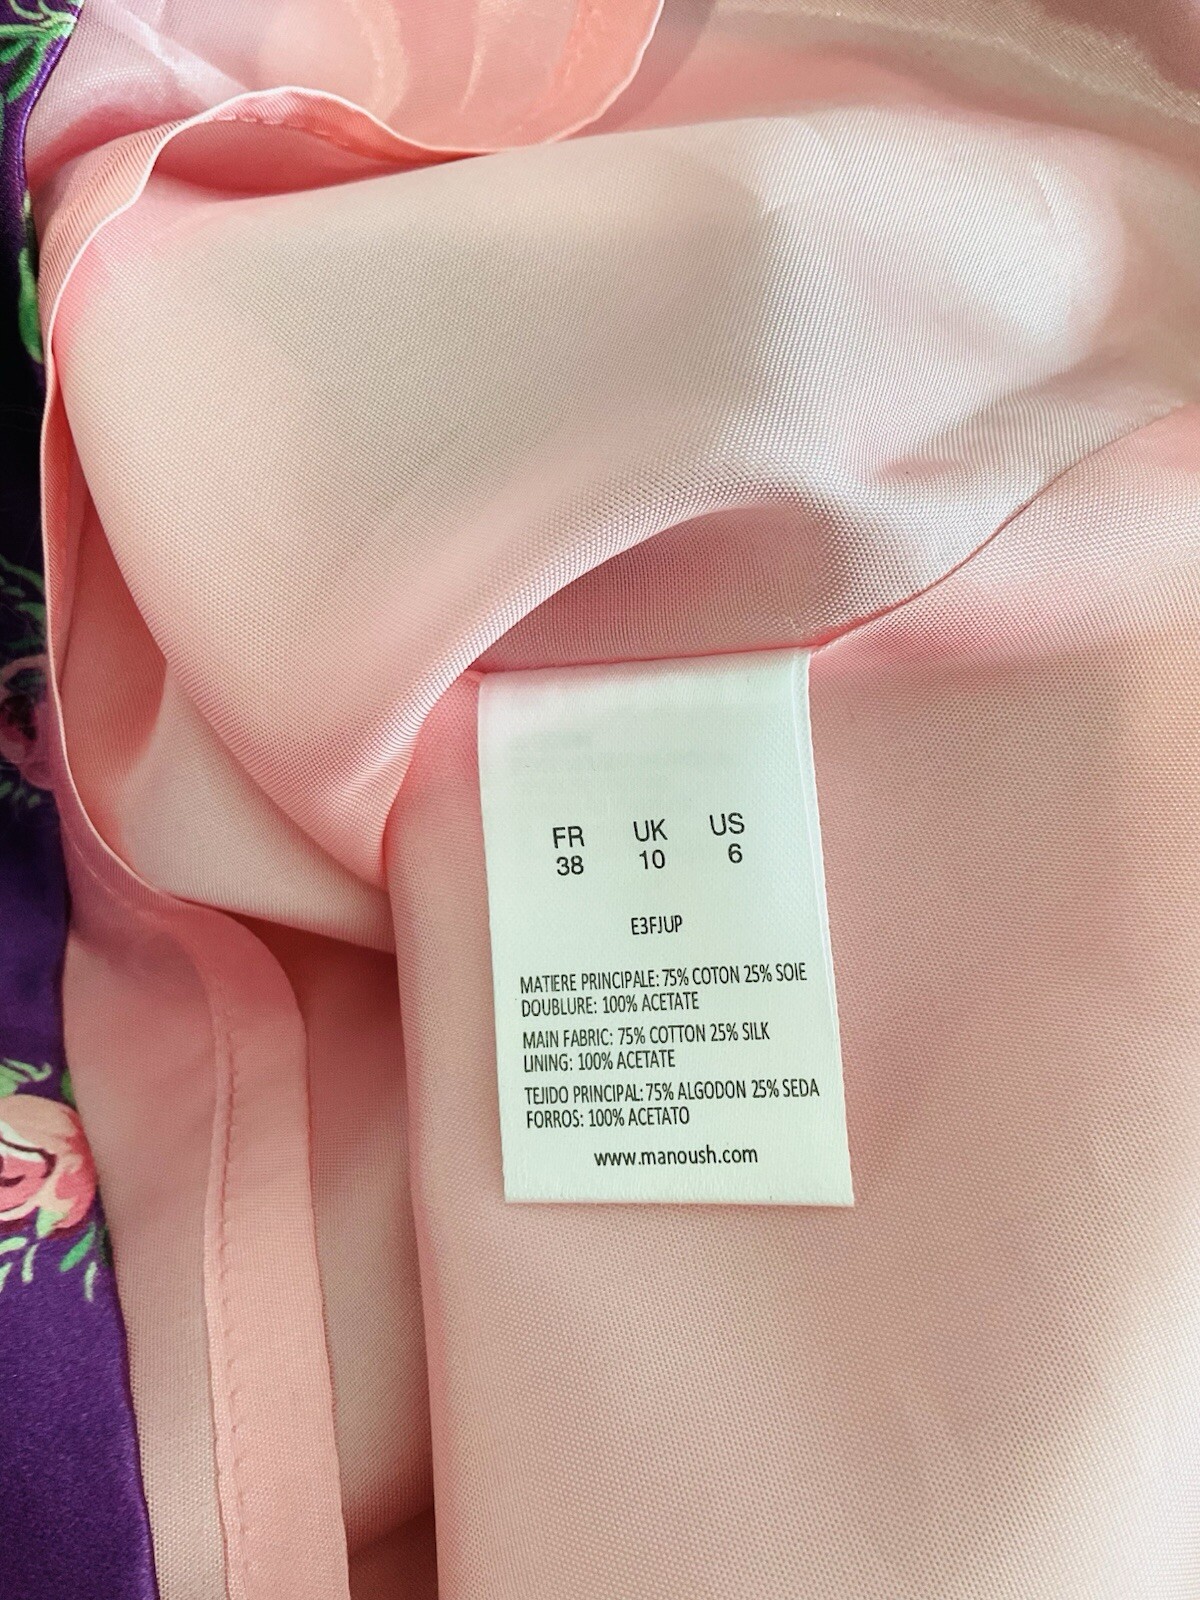 FR UK US
38 10 6
E3FJUP
MATIERE PRINCIPALE: 75% COTON 25% SOIE
DOUBLURE: 100% ACETATE
MAIN FABRIC: 75% COTTON 25% SILK
LINING: 100% ACETATE
TEJIDO PRINCIPAL: 75% ALGODON 25% SEDA
FORROS: 100% ACETATO
www.manoush.com